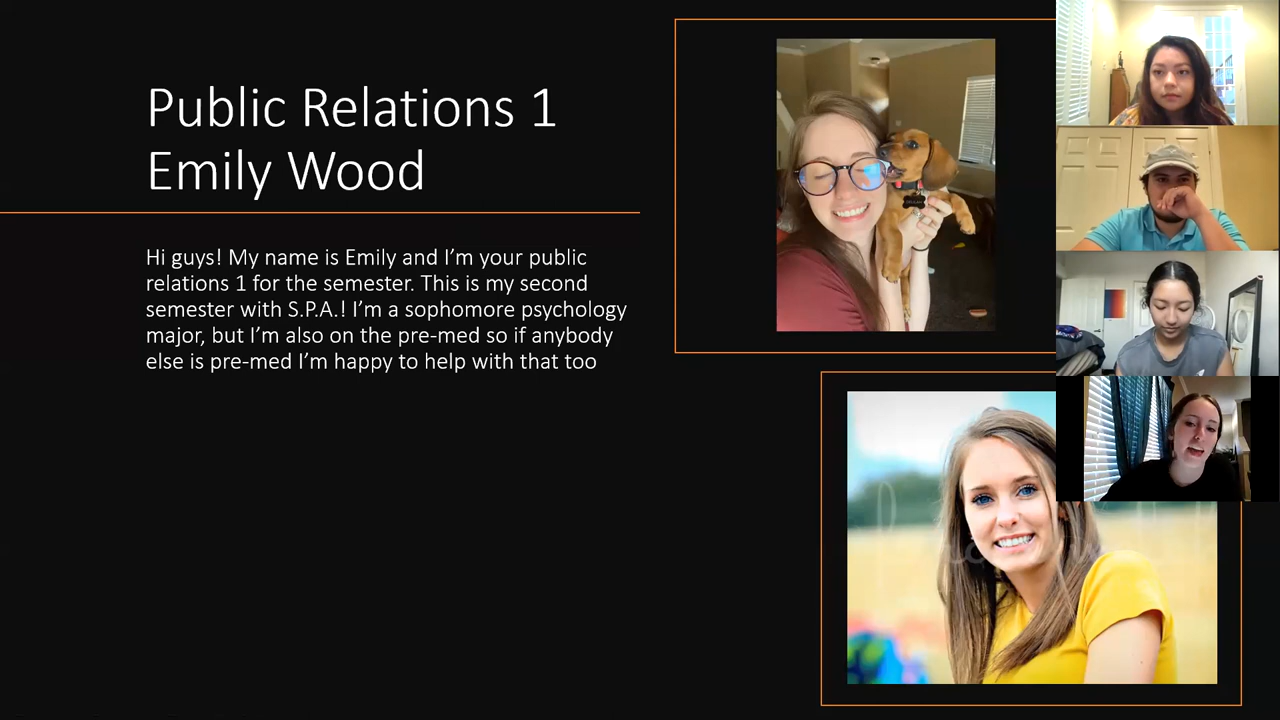 Public Relations 1
Emily Wood
Hi guys! My name is Emily and I'm your public
relations 1 for the semester. This is my second
semester with S.P.A.! I'm a sophomore psychology
major, but I'm also on the pre-med so if anybody
else is pre-med I'm happy to help with that too